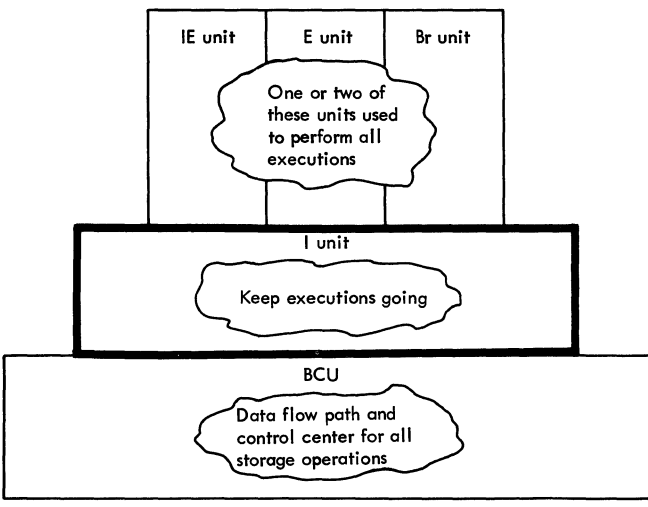 IE unit
E unit
Br unit
One or two of
these units used
to perform all
executions
I unit
Keep executions going
BCU
Data flow path and
control center for all
storage operations